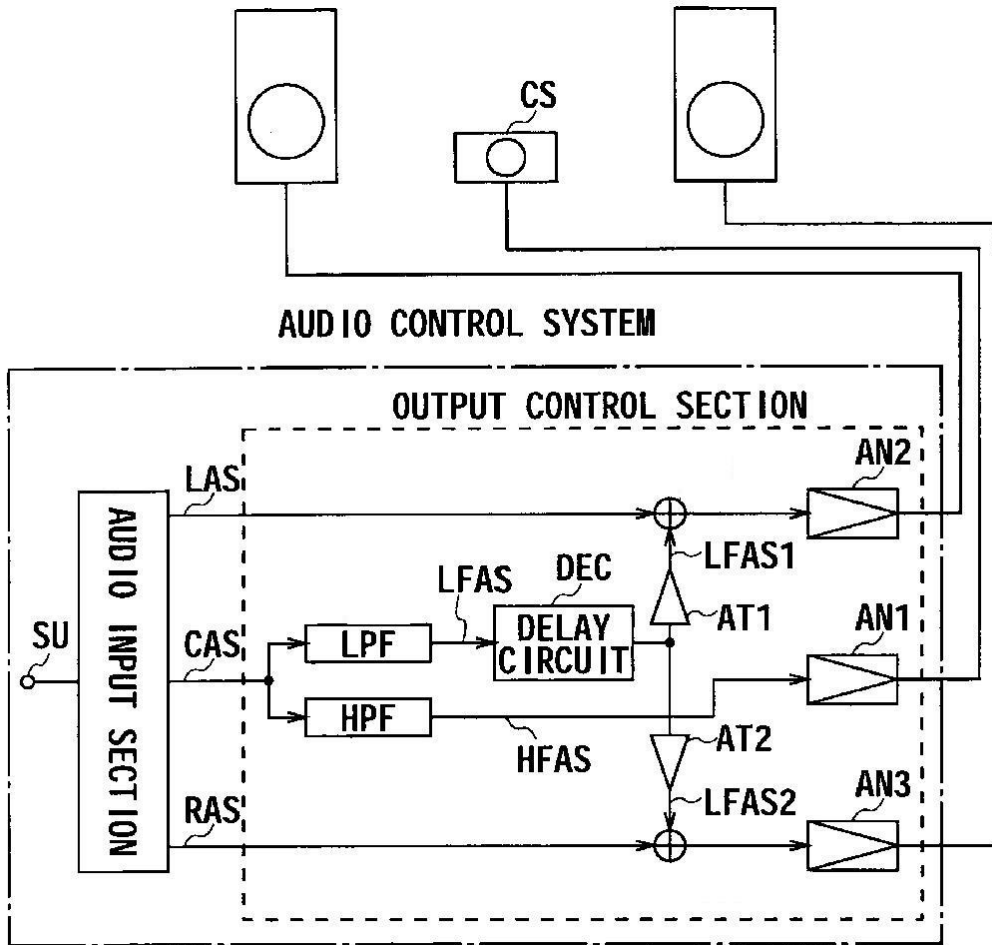 CS
AUDIO CONTROL SYSTEM
OUTPUT CONTROL SECTION
AN2
LAS
LFAS1
DEC
LFAS
AT1
AN1
DELAY
CIRCUIT
SU
CAS
LPF
AUDIO INPUT SECTION
HPF
AT2
HFAS
LFAS2
AN3
RAS